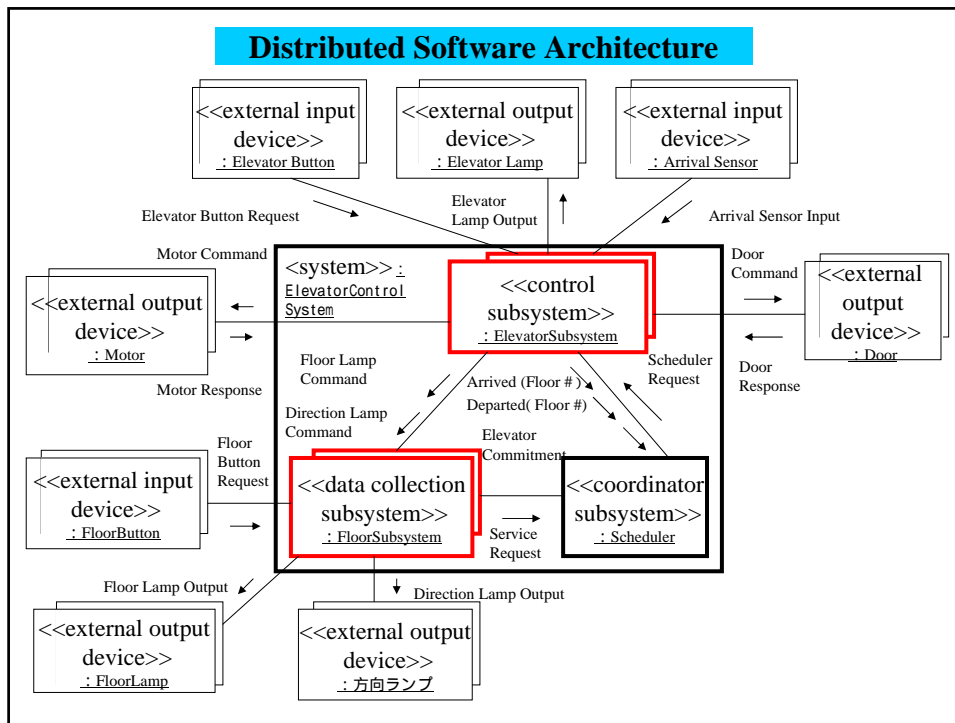 Distributed Software Architecture
<<external input
device>>
: Elevator Button
<<external output
device>>
: Elevator Lamp
<<external input
device>>
: Arrival Sensor
Elevator Button Request
Elevator
Lamp Output
Arrival Sensor Input
Motor Command
<system>> :
ElevatorControl
System
<<control
subsystem>>
: ElevatorSubsystem
Door
Command
<<external output
device>>
: Motor
<<external
output
device>>
: Door
Motor Response
Floor Lamp
Command
Arrived (Floor # )
Departed( Floor #)
Scheduler
Request
Door
Response
Direction Lamp
Command
Elevator
Commitment
Floor
Button
Request
<<external input
device>>
: FloorButton
<<data collection
subsystem>>
: FloorSubsystem
<<coordinator
subsystem>>
: Scheduler
Service
Request
Floor Lamp Output
Direction Lamp Output
<<external output
device>>
: FloorLamp
<<external output
device>>
: 方向ランプ